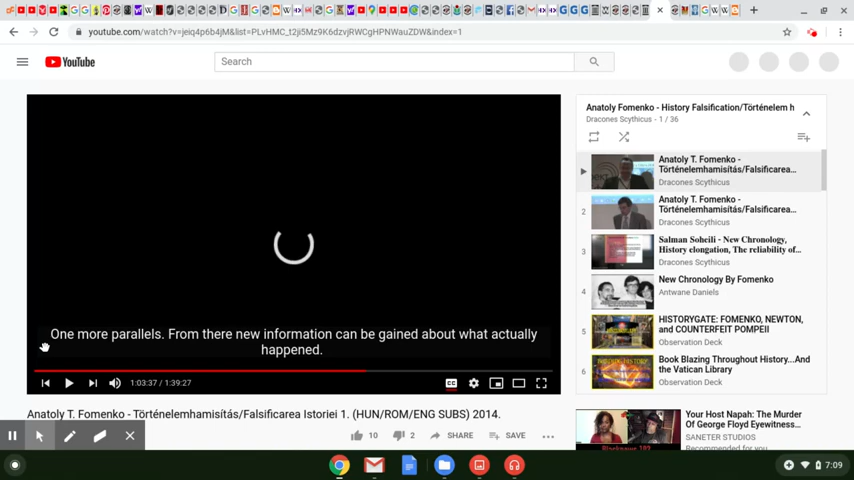 youtube.com/watch?v=jeiq4p6b4jM&list=PLvHMC_t2ji5Mz9K6dzvjRWCgHPNWauZDW&index=1
YouTube
Search
One more parallels. From there new information can be gained about what actually
happened.
1:03:37 / 1:39:27
CC
Anatoly T. Fomenko - Történelemhamisítás/Falsificarea Istoriei 1. (HUN/ROM/ENG SUBS) 2014.
10
2
SHARE
SAVE
Anatoly Fomenko - History Falsification/Történelem h
Dracones Scythicus - 1 / 36
Anatoly T. Fomenko -
Történelemhamisítás/Falsificarea...
Dracones Scythicus
2
Anatoly T. Fomenko -
Történelemhamisítás/Falsificarea...
Dracones Scythicus
3
Salman Soheili - New Chronology,
History elongation, The reliability of...
Dracones Scythicus
4
New Chronology By Fomenko
Antwane Daniels
5
HISTORYGATE: FOMENKO, NEWTON,
and COUNTERFEIT POMPEII
Observation Deck
6
Book Blazing Throughout History...And
the Vatican Library
Observation Deck
Your Host Napah: The Murder
Of George Floyd Eyewitness...
SANETER STUDIOS
Recommended for you
7:09